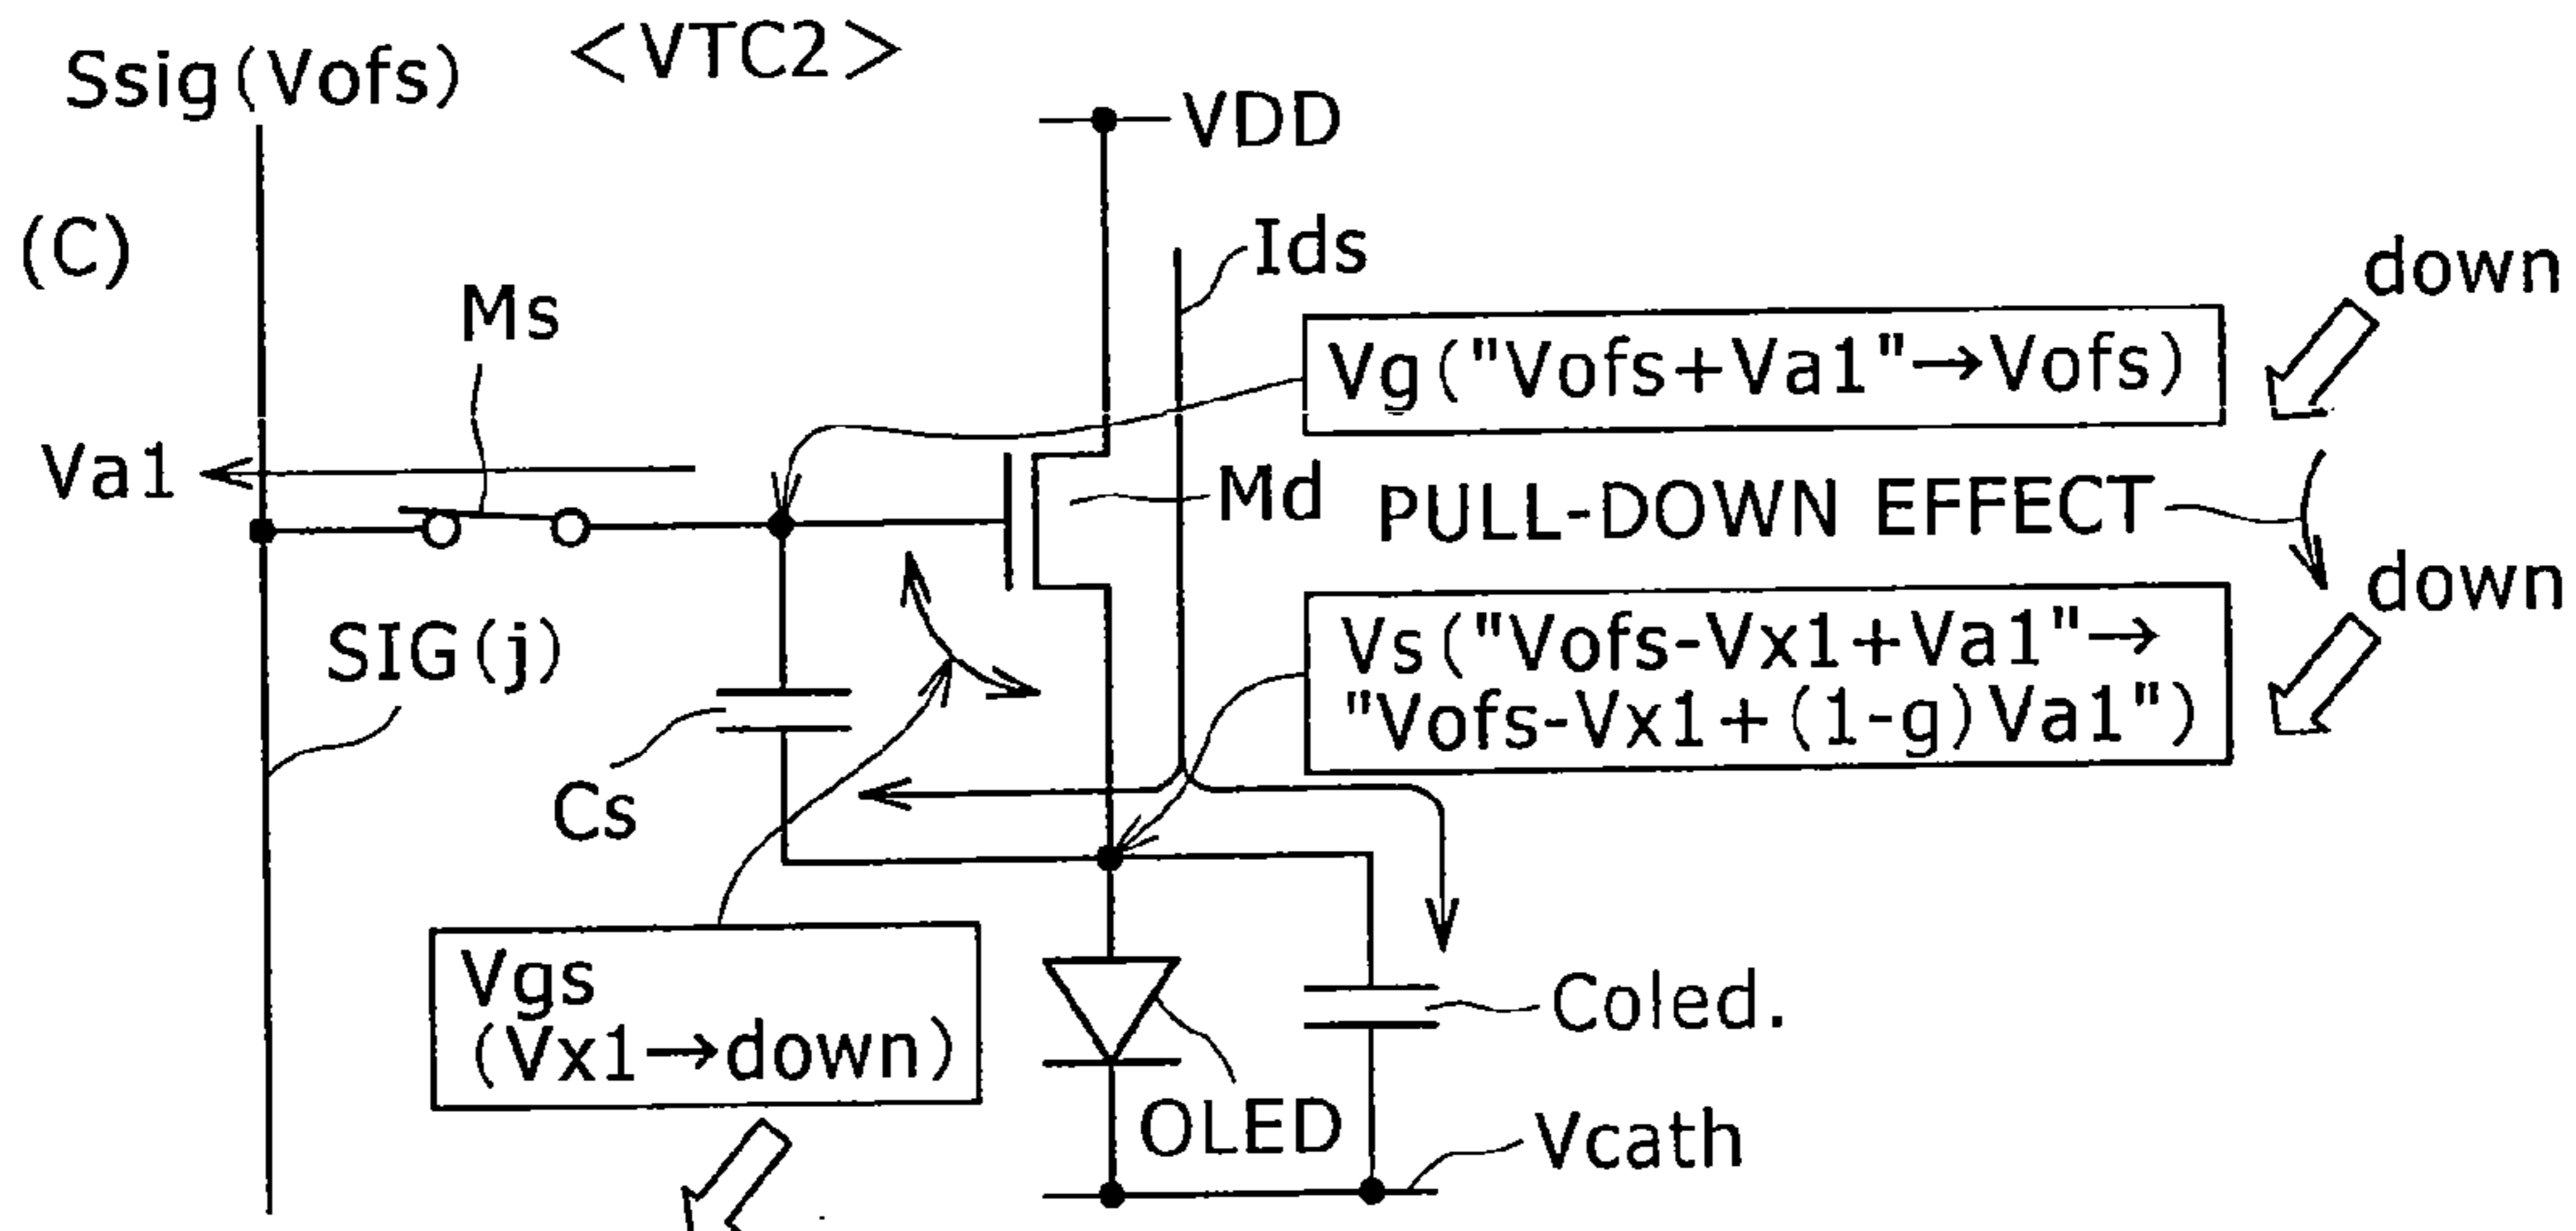 Ssig(Vofs)
<VTC2>
VDD
(C)
Ids
down
Ms
Vg("Vofs+Va1"→Vofs)
Va1
Md
PULL-DOWN EFFECT
down
SIG(j)
Vs("Vofs-Vx1+Va1"→
"Vofs-Vx1+(1-g)Va1")
Cs
Vgs
(Vx1→down)
Coled.
OLED
Vcath